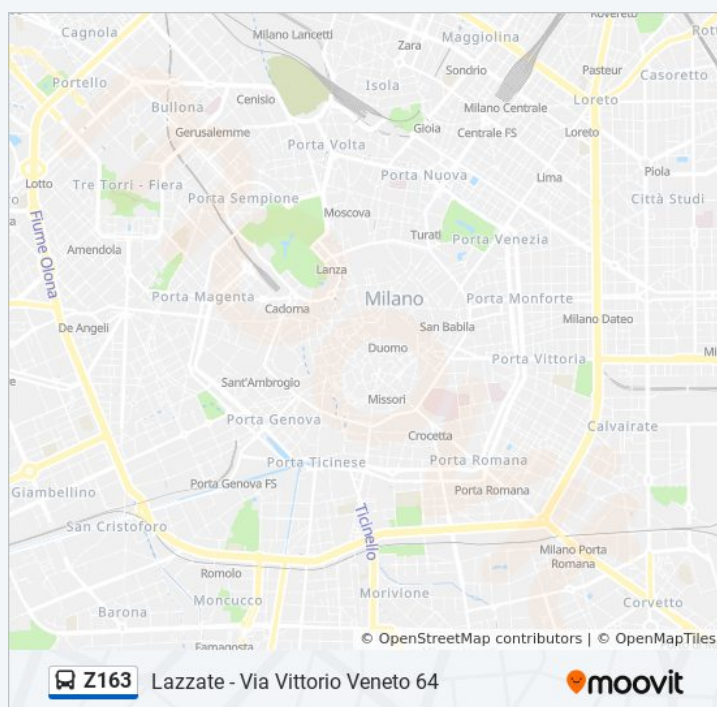 Cagnola
Milano Lancetti
Zara
Maggiolina
Rovereto
Portello
Sondrio
Pasteur
Casoretto
Isola
Bullona
Cenisio
Milano Centrale
Loreto
Gerusalemme
Gioia
Centrale FS
Loreto
Porta Volta
Lotto
Tre Torri - Fiera
Porta Nuova
Lima
Piola
Porta Sempione
Città Studi
Moscova
Fiume Olona
Turati
Porta Venezia
Amendola
Lanza
Porta Magenta
Milano
Porta Monforte
Cadorna
Milano Dateo
De Angeli
San Babila
Duomo
Porta Vittoria
Sant'Ambrogio
Missori
Porta Genova
Crocetta
Calvairate
Porta Ticinese
Porta Romana
Giambellino
Porta Genova FS
Porta Romana
San Cristoforo
Ticinello
Milano Porta
Romana
Romolo
Barona
Moncucco
Morivione
Corvetto
Famagosta
© OpenStreetMap contributors | © OpenMapTiles
Z163 Lazzate - Via Vittorio Veneto 64
moovit